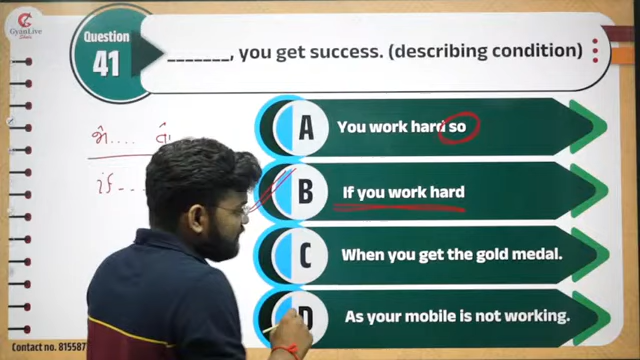 GyanLive
Question
41
_______, you get success. (describing condition)
A
You work hard so
જો.... તો
if...
B
If you work hard
C
When you get the gold medal.
D
As your mobile is not working.
Contact no. 815587